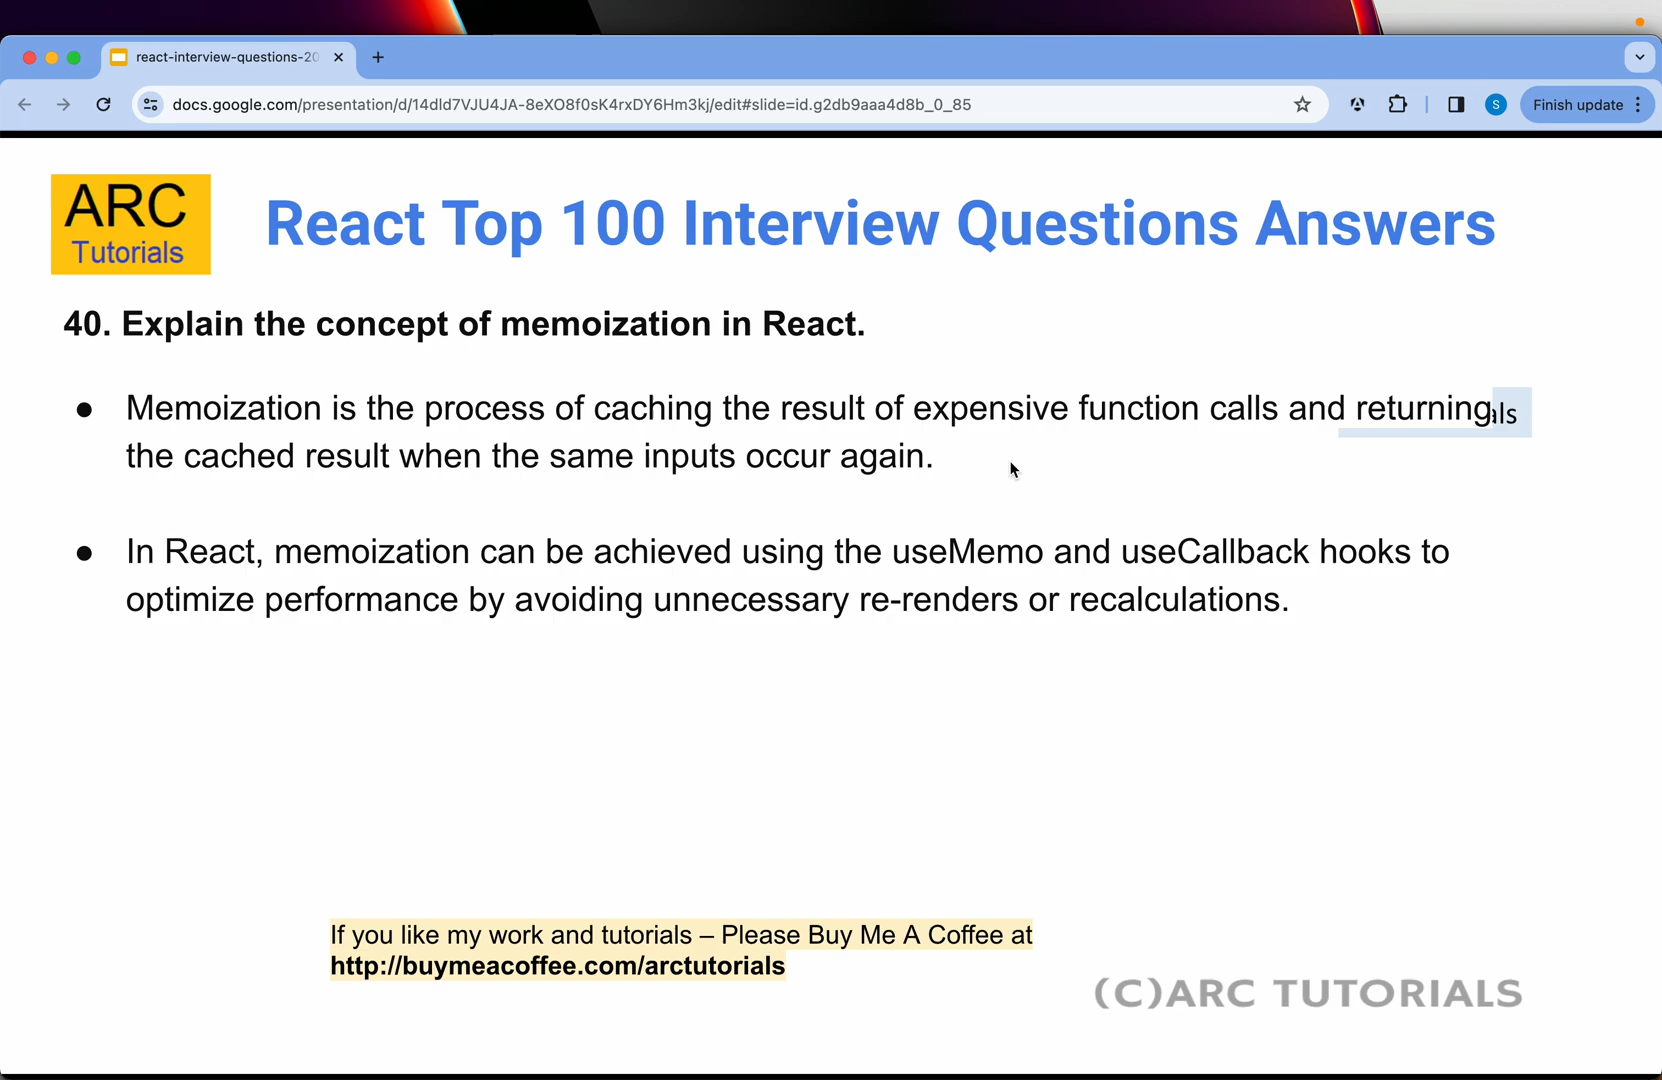 react-interview-questions-20
docs.google.com/presentation/d/14dld7VJU4JA-8eXO8f0sK4rxDY6Hm3kj/edit#slide=id.g2db9aaa4d8b_0_85
S
Finish update
ARC
Tutorials
React Top 100 Interview Questions Answers
40. Explain the concept of memoization in React.
● Memoization is the process of caching the result of expensive function calls and returning
als
the cached result when the same inputs occur again.
● In React, memoization can be achieved using the useMemo and useCallback hooks to
optimize performance by avoiding unnecessary re-renders or recalculations.
If you like my work and tutorials – Please Buy Me A Coffee at
http://buymeacoffee.com/arctutorials
(C)ARC TUTORIALS